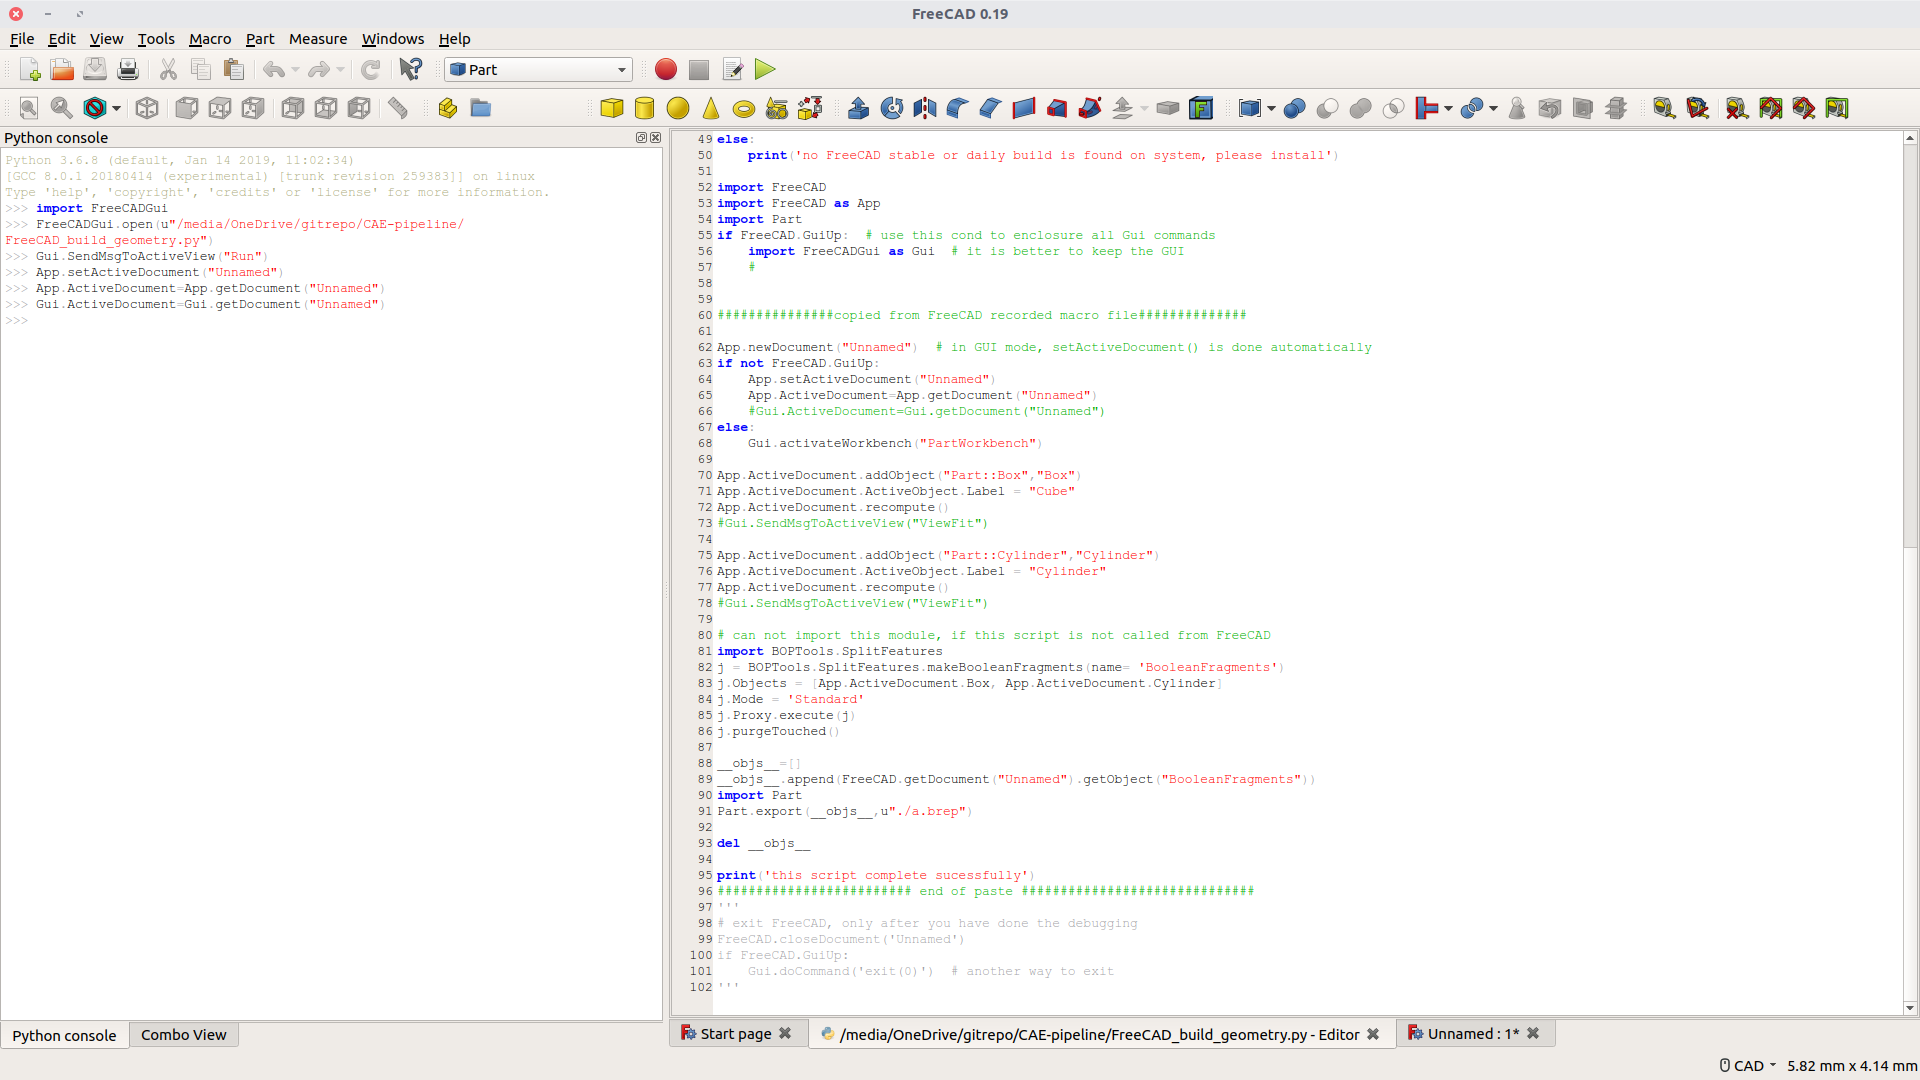 FreeCAD 0.19
File Edit View Tools Macro Part Measure Windows Help
Part
Python console
Python 3.6.8 (default, Jan 14 2019, 11:02:34)
[GCC 8.0.1 20180414 (experimental) [trunk revision 259383]] on linux
Type 'help', 'copyright', 'credits' or 'license' for more information.
>>> import FreeCADGui
>>> FreeCADGui.open(u"/media/OneDrive/gitrepo/CAE-pipeline/
FreeCAD_build_geometry.py")
>>> Gui.SendMsgToActiveView("Run")
>>> App.setActiveDocument("Unnamed")
>>> App.ActiveDocument=App.getDocument("Unnamed")
>>> Gui.ActiveDocument=Gui.getDocument("Unnamed")
>>>
Python console
Combo View
49 else:
50     print('no FreeCAD stable or daily build is found on system, please install')
51
52 import FreeCAD
53 import FreeCAD as App
54 import Part
55 if FreeCAD.GuiUp:  # use this cond to enclosure all Gui commands
56     import FreeCADGui as Gui  # it is better to keep the GUI
57     #
58
59
60 ###############copied from FreeCAD recorded macro file##############
61
62 App.newDocument("Unnamed")  # in GUI mode, setActiveDocument() is done automatically
63 if not FreeCAD.GuiUp:
64     App.setActiveDocument("Unnamed")
65     App.ActiveDocument=App.getDocument("Unnamed")
66     #Gui.ActiveDocument=Gui.getDocument("Unnamed")
67 else:
68     Gui.activateWorkbench("PartWorkbench")
69
70 App.ActiveDocument.addObject("Part::Box","Box")
71 App.ActiveDocument.ActiveObject.Label = "Cube"
72 App.ActiveDocument.recompute()
73 #Gui.SendMsgToActiveView("ViewFit")
74
75 App.ActiveDocument.addObject("Part::Cylinder","Cylinder")
76 App.ActiveDocument.ActiveObject.Label = "Cylinder"
77 App.ActiveDocument.recompute()
78 #Gui.SendMsgToActiveView("ViewFit")
79
80 # can not import this module, if this script is not called from FreeCAD
81 import BOPTools.SplitFeatures
82 j = BOPTools.SplitFeatures.makeBooleanFragments(name= 'BooleanFragments')
83 j.Objects = [App.ActiveDocument.Box, App.ActiveDocument.Cylinder]
84 j.Mode = 'Standard'
85 j.Proxy.execute(j)
86 j.purgeTouched()
87
88 __objs__=[]
89 __objs__.append(FreeCAD.getDocument("Unnamed").getObject("BooleanFragments"))
90 import Part
91 Part.export(__objs__,u"./a.brep")
92
93 del __objs__
94
95 print('this script complete sucessfully')
96 ######################### end of paste ##############################
97 '''
98 # exit FreeCAD, only after you have done the debugging
99 FreeCAD.closeDocument('Unnamed')
100 if FreeCAD.GuiUp:
101     Gui.doCommand('exit(0)')  # another way to exit
102 '''
Start page
/media/OneDrive/gitrepo/CAE-pipeline/FreeCAD_build_geometry.py - Editor
Unnamed : 1*
CAD 5.82 mm x 4.14 mm